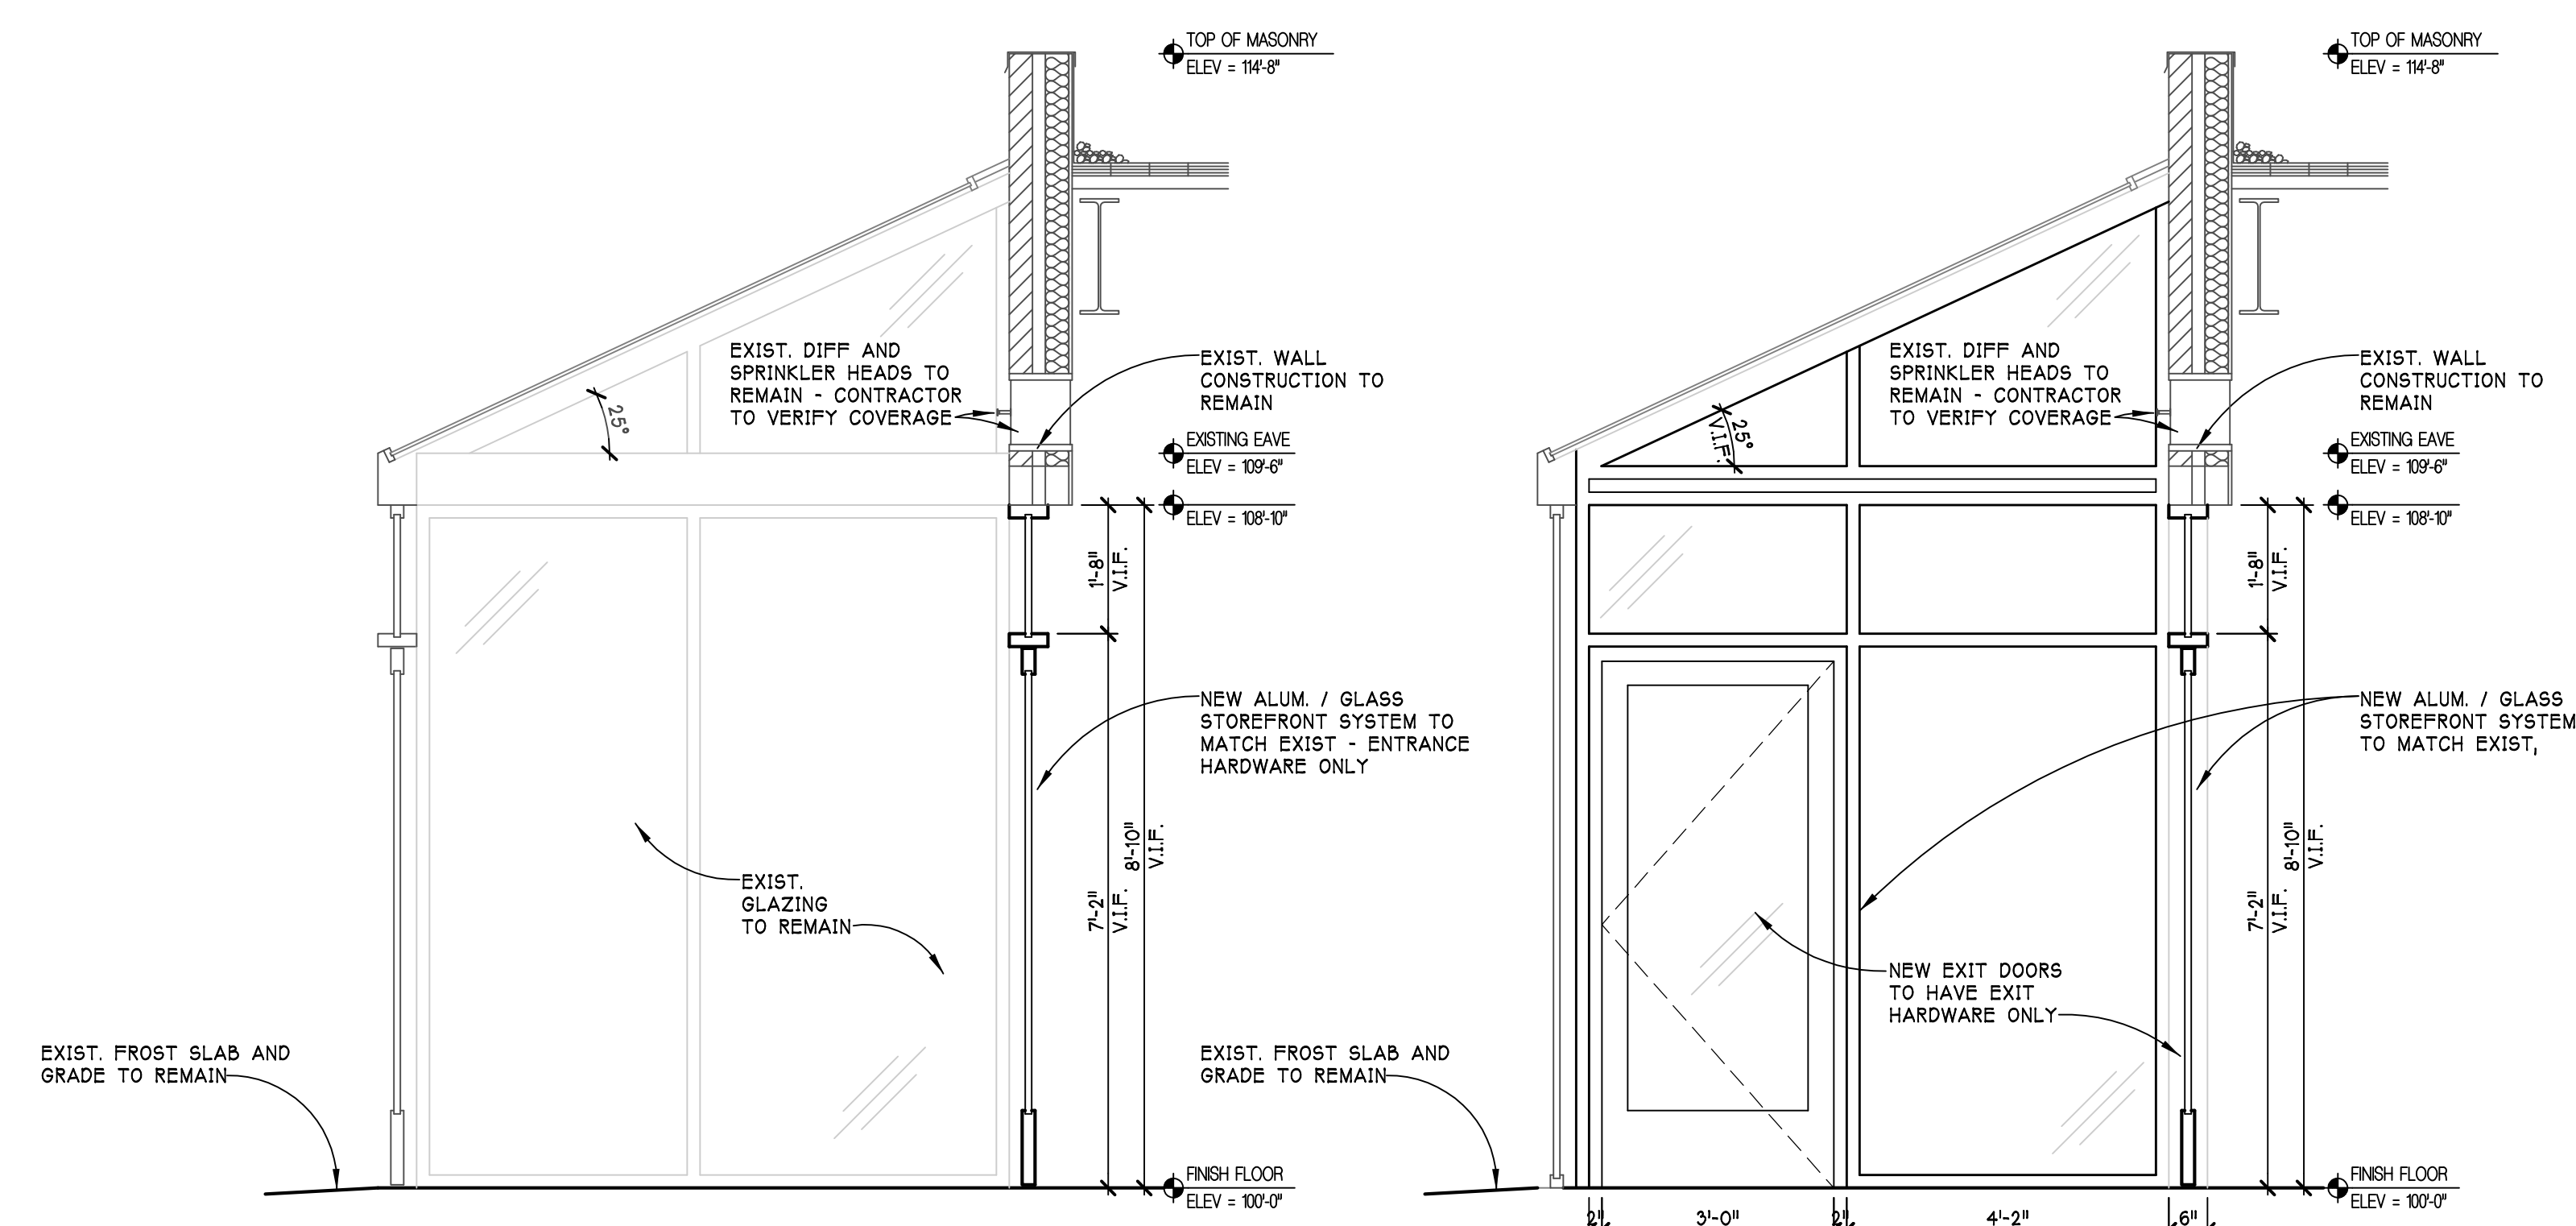 TOP OF MASONRY
ELEV = 114'-8"
EXIST. DIFF AND
SPRINKLER HEADS TO
REMAIN - CONTRACTOR
TO VERIFY COVERAGE
25°
EXIST. WALL
CONSTRUCTION TO
REMAIN
EXISTING EAVE
ELEV = 109'-6"
ELEV = 108'-10"
1'-8"
V.I.F.
NEW ALUM. / GLASS
STOREFRONT SYSTEM TO
MATCH EXIST - ENTRANCE
HARDWARE ONLY
8'-10"
V.I.F.
7'-2"
V.I.F.
EXIST.
GLAZING
TO REMAIN
EXIST. FROST SLAB AND
GRADE TO REMAIN
FINISH FLOOR
ELEV = 100'-0"
TOP OF MASONRY
ELEV = 114'-8"
EXIST. DIFF AND
SPRINKLER HEADS TO
REMAIN - CONTRACTOR
TO VERIFY COVERAGE
25°
V.I.F.
EXIST. WALL
CONSTRUCTION TO
REMAIN
EXISTING EAVE
ELEV = 109'-6"
ELEV = 108'-10"
1'-8"
V.I.F.
NEW ALUM. / GLASS
STOREFRONT SYSTEM
TO MATCH EXIST,
8'-10"
V.I.F.
7'-2"
V.I.F.
NEW EXIT DOORS
TO HAVE EXIT
HARDWARE ONLY
EXIST. FROST SLAB AND
GRADE TO REMAIN
FINISH FLOOR
ELEV = 100'-0"
2"
3'-0"
2"
4'-2"
6"